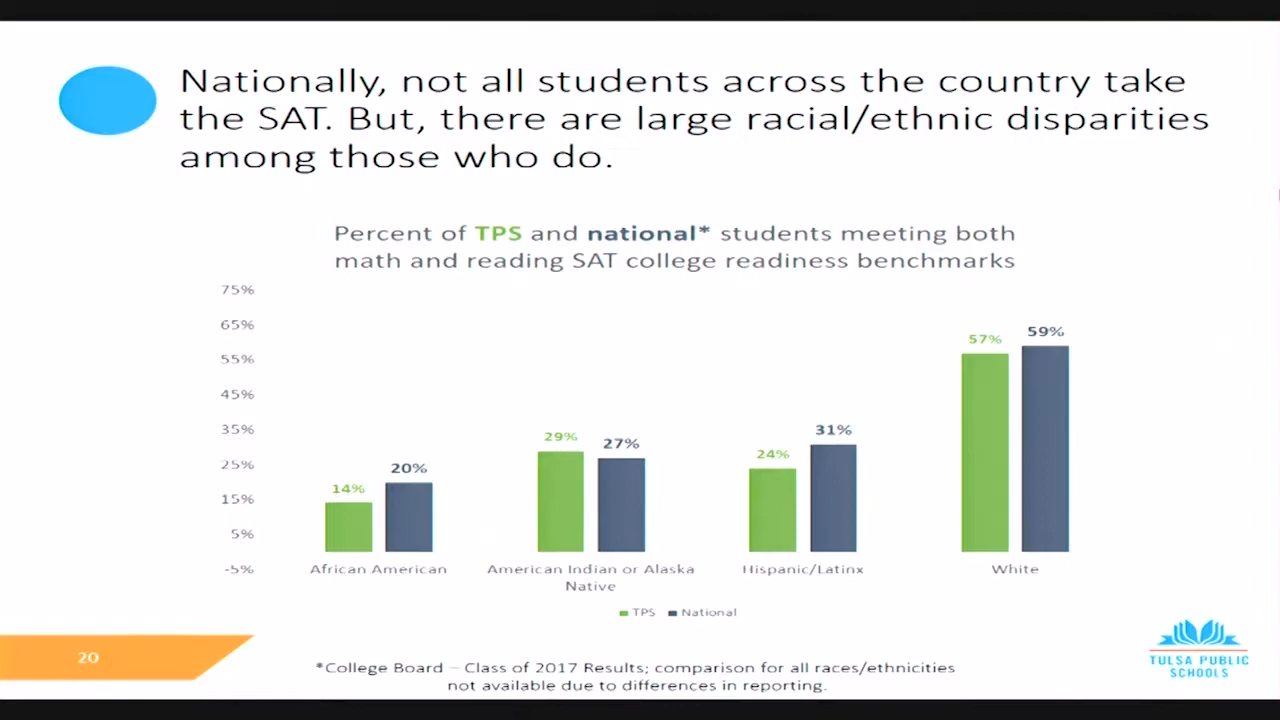 Nationally, not all students across the country take
the SAT. But, there are large racial/ethnic disparities
among those who do.
Percent of TPS and national* students meeting both
math and reading SAT college readiness benchmarks
75%
65%
55%
45%
35%
25%
15%
5%
-5%
14%
20%
29%
27%
24%
31%
57%
59%
African American
American Indian or Alaska
Native
Hispanic/Latinx
White
TPS
National
20
*College Board – Class of 2017 Results; comparison for all races/ethnicities
not available due to differences in reporting.
TULSA PUBLIC
SCHOOLS